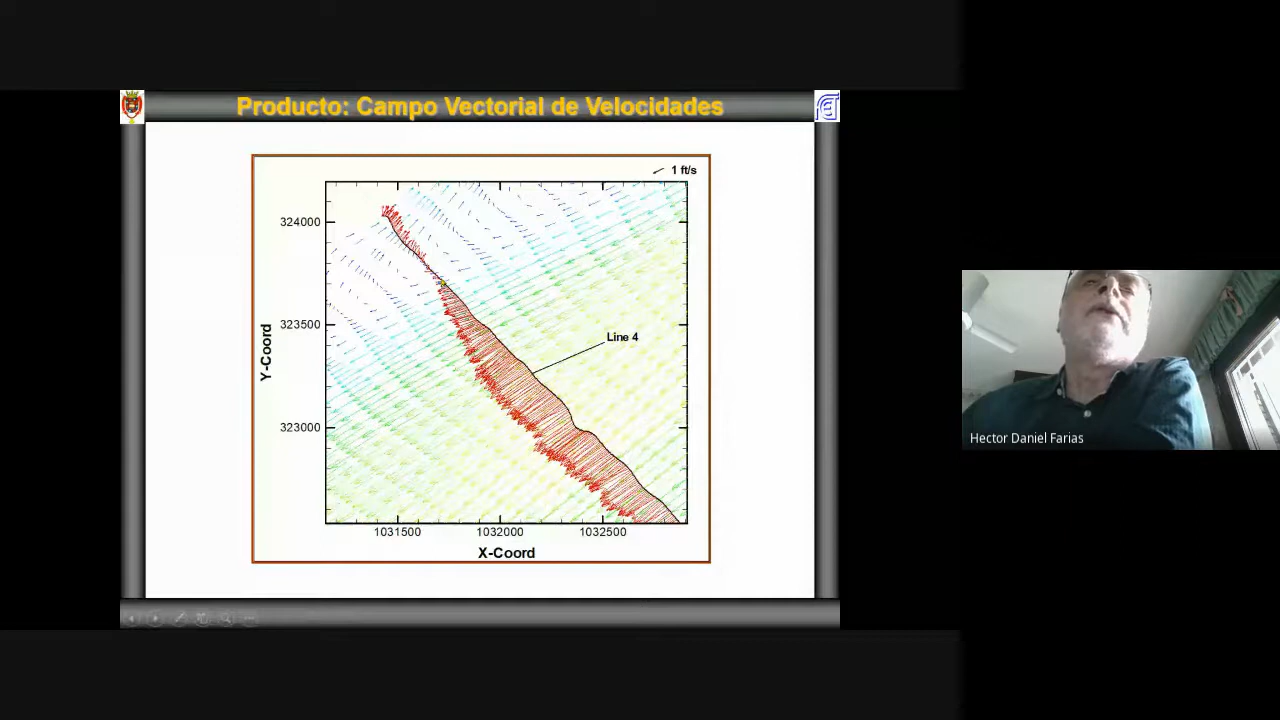 Producto: Campo Vectorial de Velocidades
1 ft/s
324000
323500
323000
Y-Coord
Line 4
1031500 1032000 1032500
X-Coord
Hector Daniel Farias